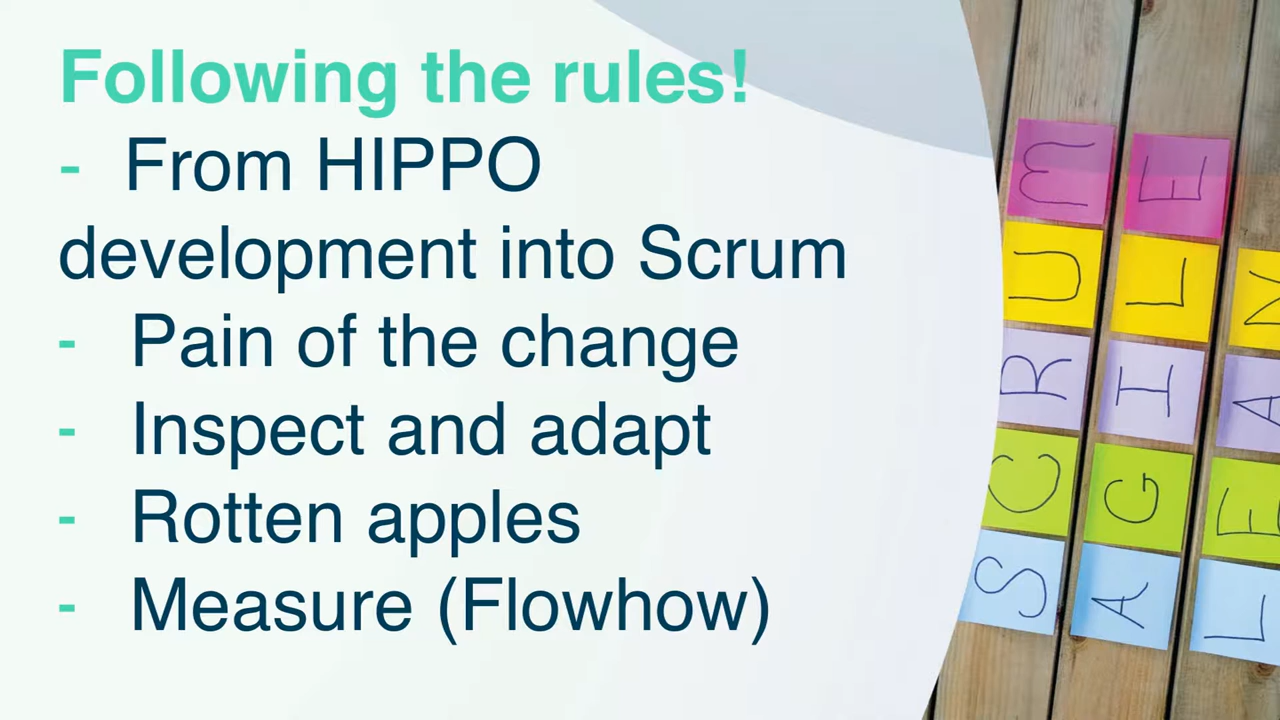 Following the rules!
- From HIPPO
development into Scrum
- Pain of the change
- Inspect and adapt
- Rotten apples
- Measure (Flowhow)
SCRUM
AGILE
LEAN